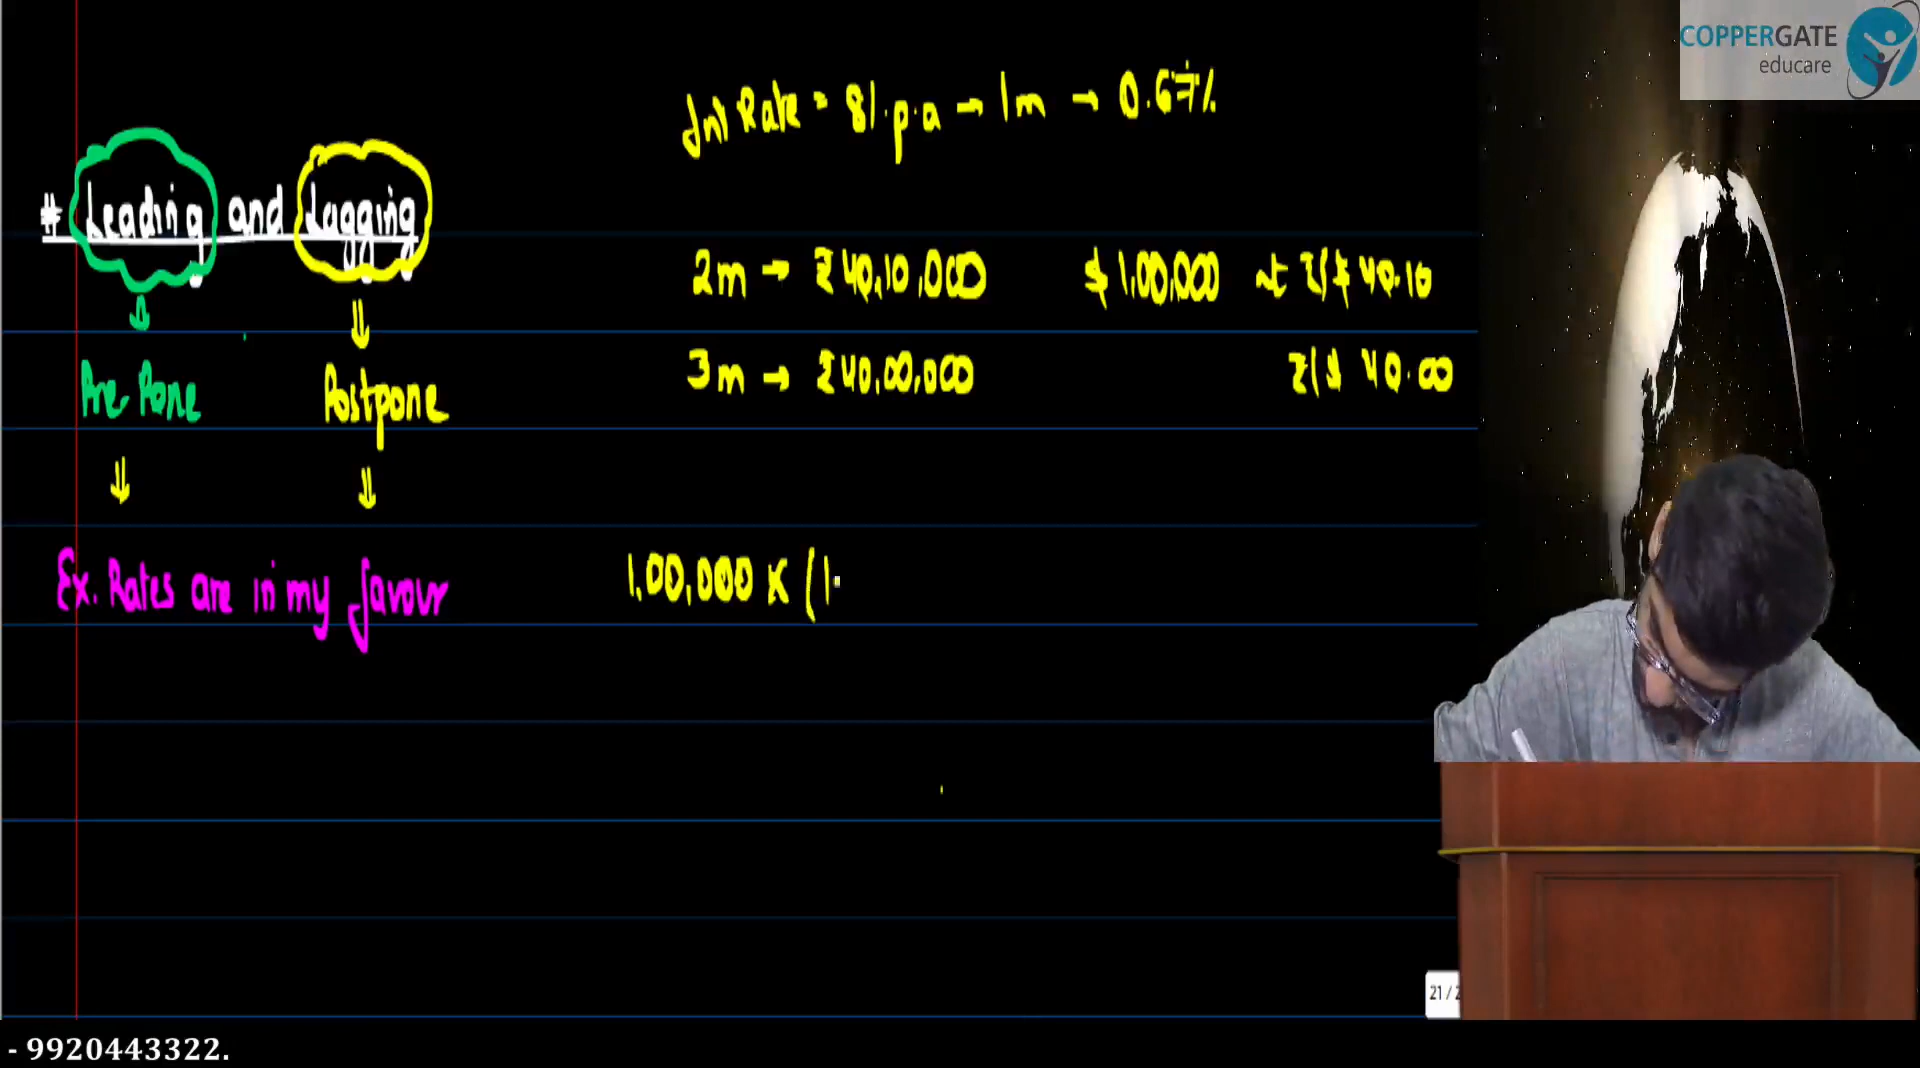 COPPERGATE
educare
Int Rate = 8%.p.a → 1m → 0.67%
# Leading and Lagging
2m → ₹40,10,000 $1,00,000 at ₹/$ 40.10
Pre Pone Postpone
3m → ₹40,00,000 ₹/$ 40.00
Ex. Rates are in my favour
1,00,000 x (1.
21 / 2
- 9920443322.